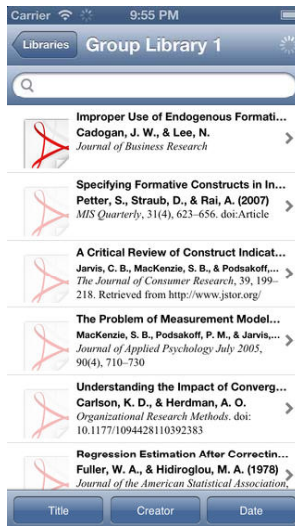 Carrier 9:55 PM
Libraries Group Library 1
Improper Use of Endogenous Formati...
Cadogan, J. W., & Lee, N.
Journal of Business Research
Specifying Formative Constructs in In...
Petter, S., Straub, D., & Rai, A. (2007)
MIS Quarterly, 31(4), 623–656. doi:Article
A Critical Review of Construct Indicat...
Jarvis, C. B., MacKenzie, S. B., & Podsakoff,...
The Journal of Consumer Research, 39, 199–
218. Retrieved from http://www.jstor.org/
The Problem of Measurement Model...
MacKenzie, S. B., Podsakoff, P. M., & Jarvis,...
Journal of Applied Psychology July 2005,
90(4), 710–730
Understanding the Impact of Converg...
Carlson, K. D., & Herdman, A. O.
Organizational Research Methods. doi:
10.1177/1094428110392383
Regression Estimation After Correctin...
Fuller, W. A., & Hidiroglou, M. A. (1978)
Journal of the American Statistical Association,
Title Creator Date